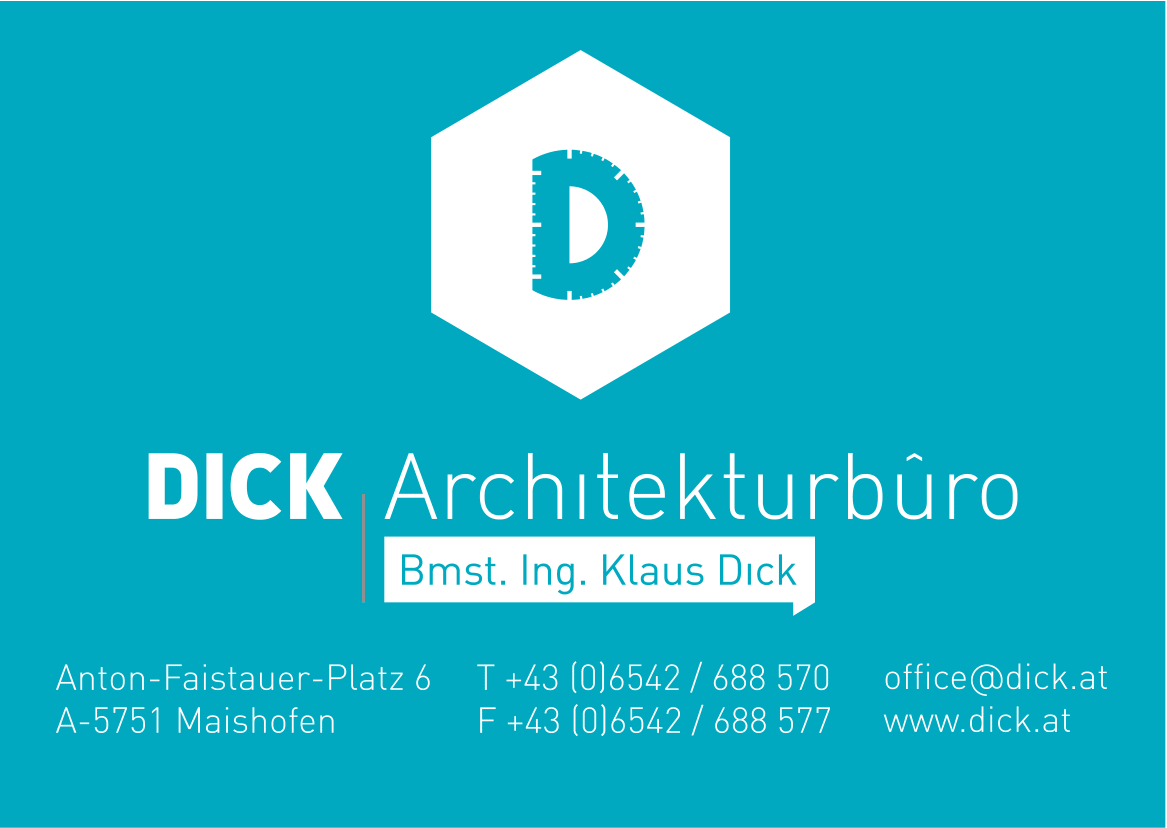 D
DICK Architekturbûro
Bmst. Ing. Klaus Dick
Anton-Faistauer-Platz 6
A-5751 Maishofen
T +43 (0)6542 / 688 570
F +43 (0)6542 / 688 577
office@dick.at
www.dick.at